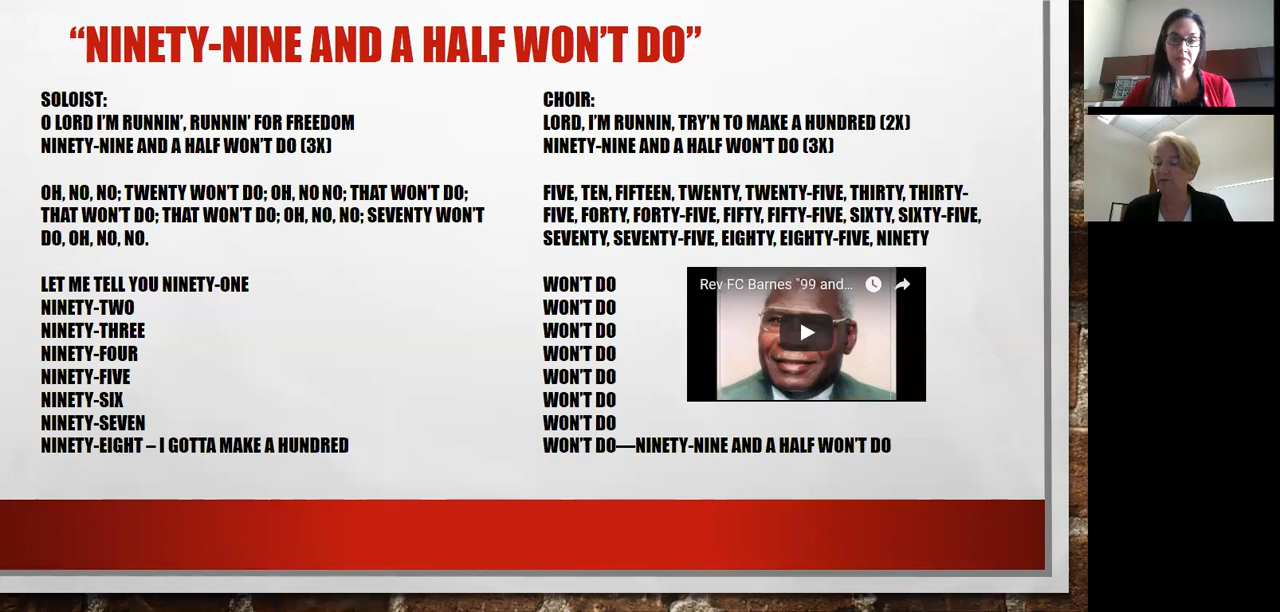 “NINETY-NINE AND A HALF WON’T DO”
SOLOIST:
O LORD I’M RUNNIN’, RUNNIN’ FOR FREEDOM
NINETY-NINE AND A HALF WON’T DO (3X)
OH, NO, NO; TWENTY WON’T DO; OH, NO NO; THAT WON’T DO;
THAT WON’T DO; THAT WON’T DO; OH, NO, NO; SEVENTY WON’T
DO, OH, NO, NO.
LET ME TELL YOU NINETY-ONE
NINETY-TWO
NINETY-THREE
NINETY-FOUR
NINETY-FIVE
NINETY-SIX
NINETY-SEVEN
NINETY-EIGHT – I GOTTA MAKE A HUNDRED
CHOIR:
LORD, I’M RUNNIN, TRY’N TO MAKE A HUNDRED (2X)
NINETY-NINE AND A HALF WON’T DO (3X)
FIVE, TEN, FIFTEEN, TWENTY, TWENTY-FIVE, THIRTY, THIRTY-
FIVE, FORTY, FORTY-FIVE, FIFTY, FIFTY-FIVE, SIXTY, SIXTY-FIVE,
SEVENTY, SEVENTY-FIVE, EIGHTY, EIGHTY-FIVE, NINETY
WON’T DO
WON’T DO
WON’T DO
WON’T DO
WON’T DO
WON’T DO
WON’T DO
WON’T DO—NINETY-NINE AND A HALF WON’T DO
Rev FC Barnes "99 and...